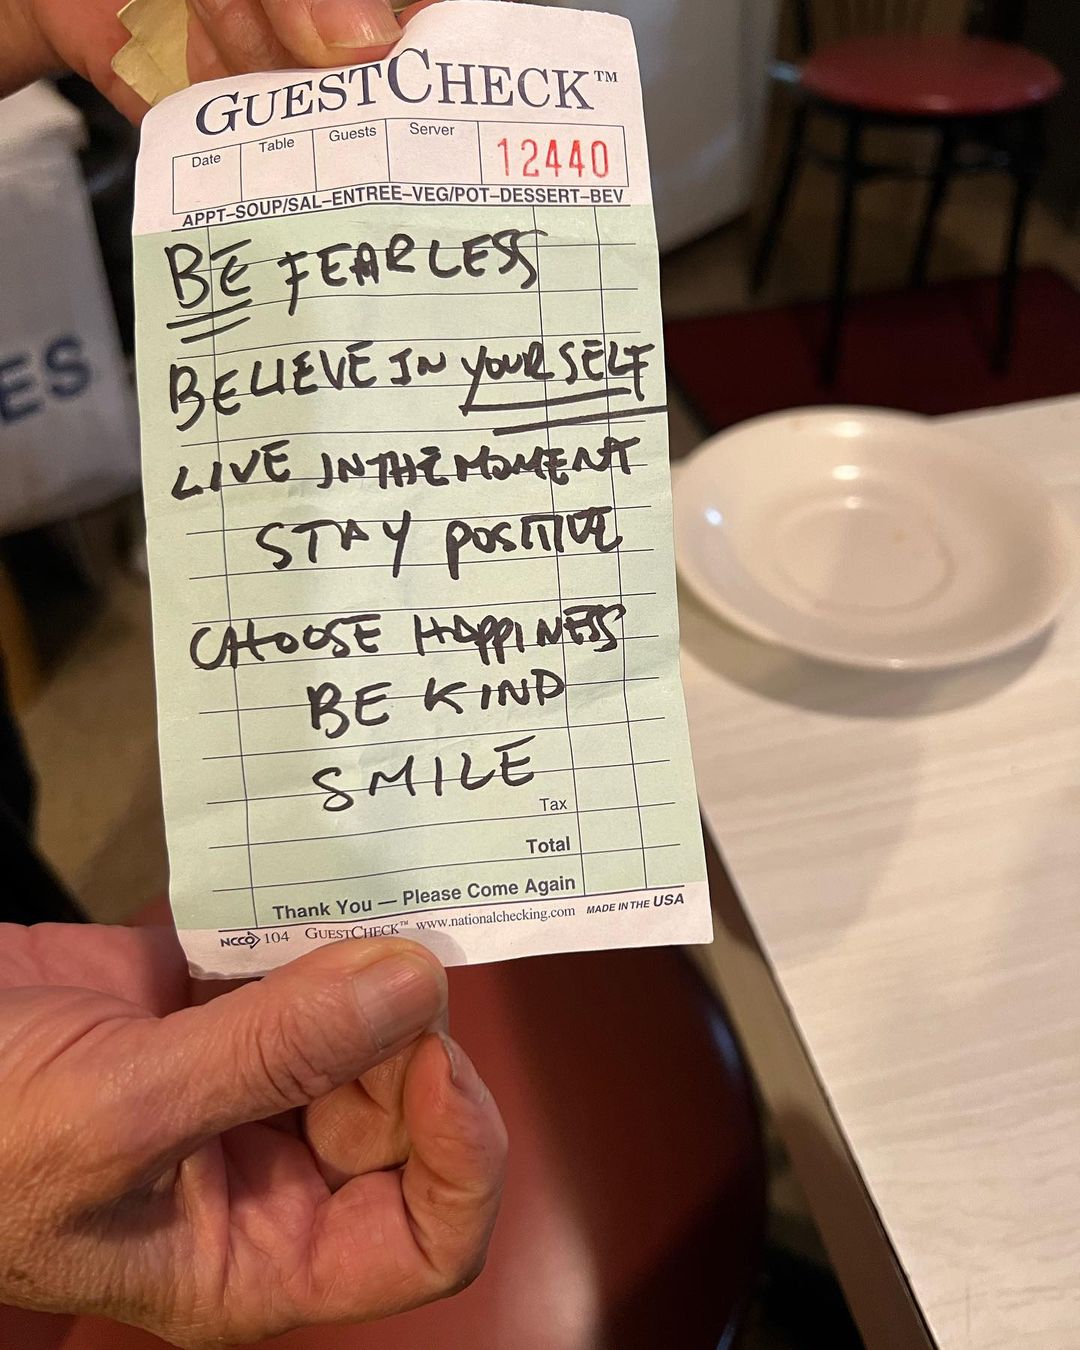 GUESTCHECK™
Date Table Guests Server 12440
APPT–SOUP/SAL–ENTREE–VEG/POT–DESSERT–BEV
BE FEARLESS
BELIEVE IN YOURSELF
LIVE IN THE MOMENT
STAY POSITIVE
CHOOSE HAPPINESS
BE KIND
SMILE
Tax
Total
Thank You — Please Come Again
NCCO 104 GUESTCHECK™ www.nationalchecking.com MADE IN THE USA
ES